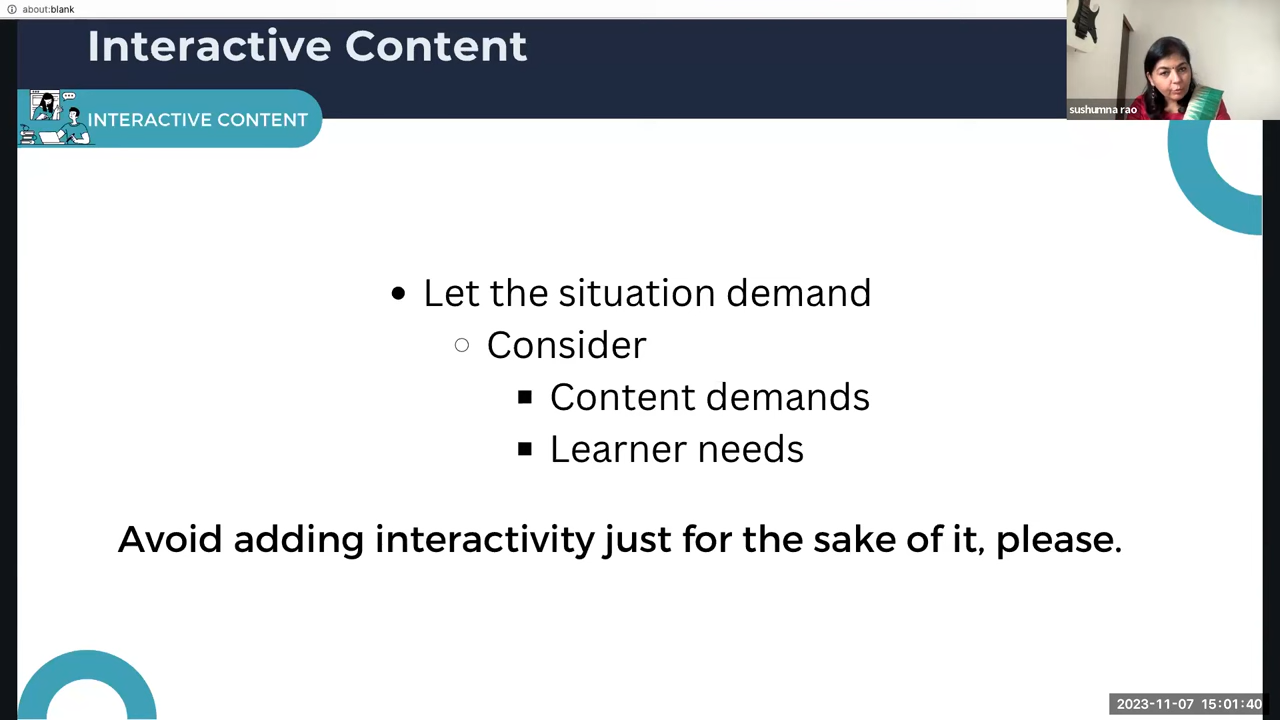 about:blank
Interactive Content
INTERACTIVE CONTENT
sushumna rao
Let the situation demand
Consider
Content demands
Learner needs
Avoid adding interactivity just for the sake of it, please.
2023-11-07 15:01:40